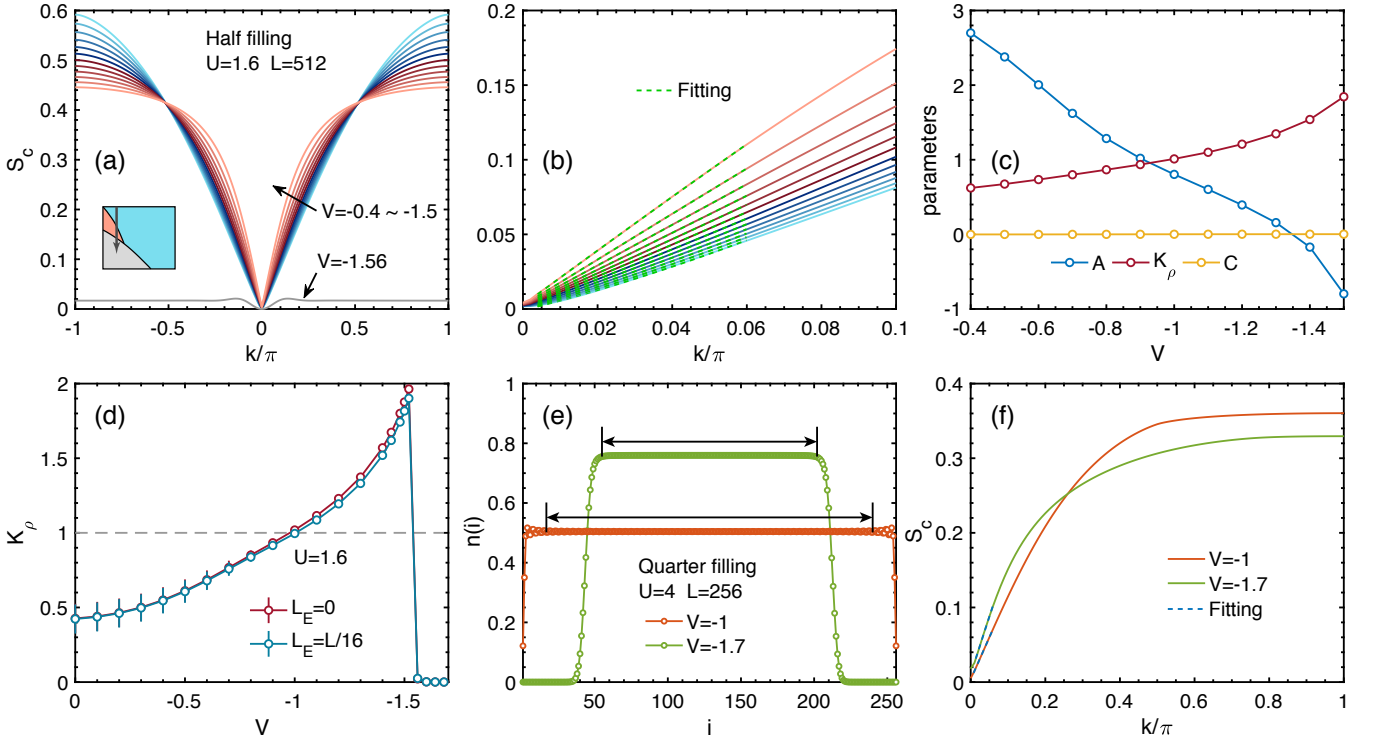 0.6
0.5
0.4
0.3
0.2
0.1
0
S_c
Half filling
U=1.6 L=512
(a)
V=-0.4 ~ -1.5
V=-1.56
-1 -0.5 0 0.5 1
k/π
0.2
0.15
0.1
0.05
0
Fitting
(b)
0 0.02 0.04 0.06 0.08 0.1
k/π
3
2
1
0
-1
parameters
(c)
A K_ρ C
-0.4 -0.6 -0.8 -1 -1.2 -1.4
V
2
1.5
1
0.5
0
K_ρ
(d)
U=1.6
L_E=0
L_E=L/16
0 -0.5 -1 -1.5
V
1
0.8
0.6
0.4
0.2
0
n(i)
(e)
Quarter filling
U=4 L=256
V=-1
V=-1.7
50 100 150 200 250
i
0.4
0.3
0.2
0.1
0
S_c
(f)
V=-1
V=-1.7
Fitting
0 0.2 0.4 0.6 0.8 1
k/π